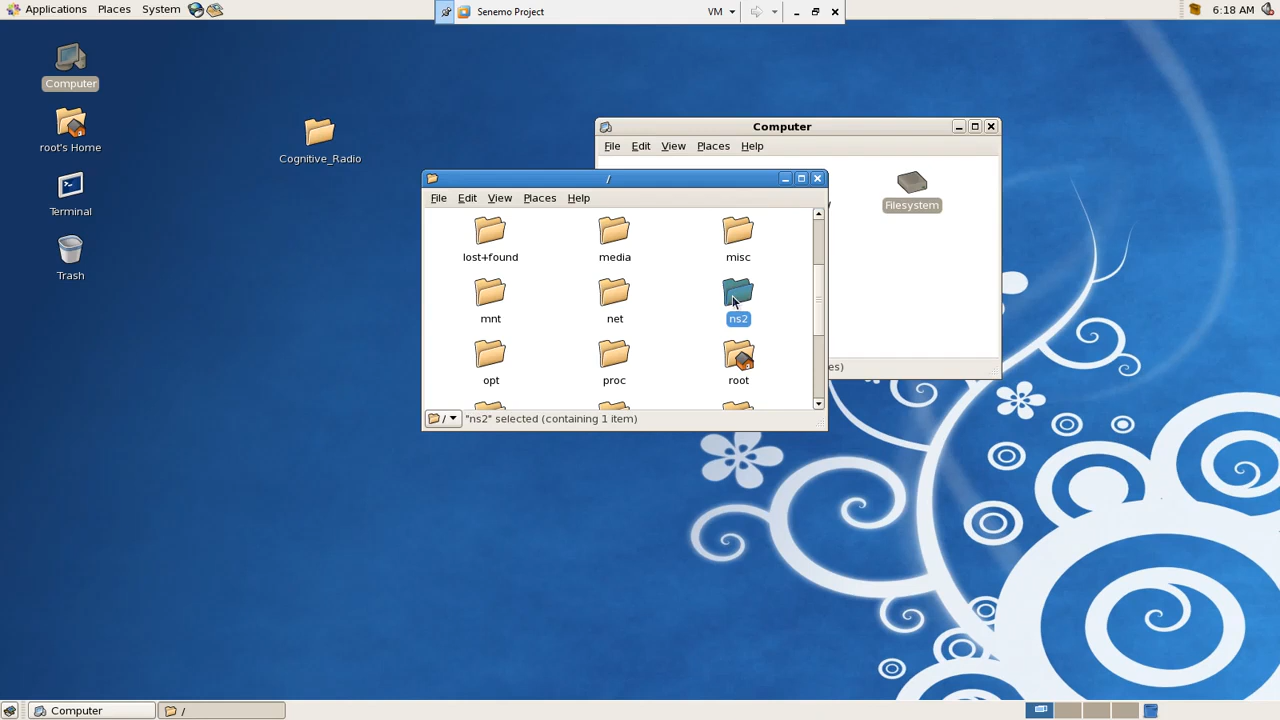 Applications Places System
Senemo Project
VM
6:18 AM
Computer
root's Home
Terminal
Trash
Cognitive_Radio
Computer
File Edit View Places Help
Filesystem
/
File Edit View Places Help
lost+found media misc
mnt net ns2
opt proc root
/ "ns2" selected (containing 1 item)
es)
Computer
/